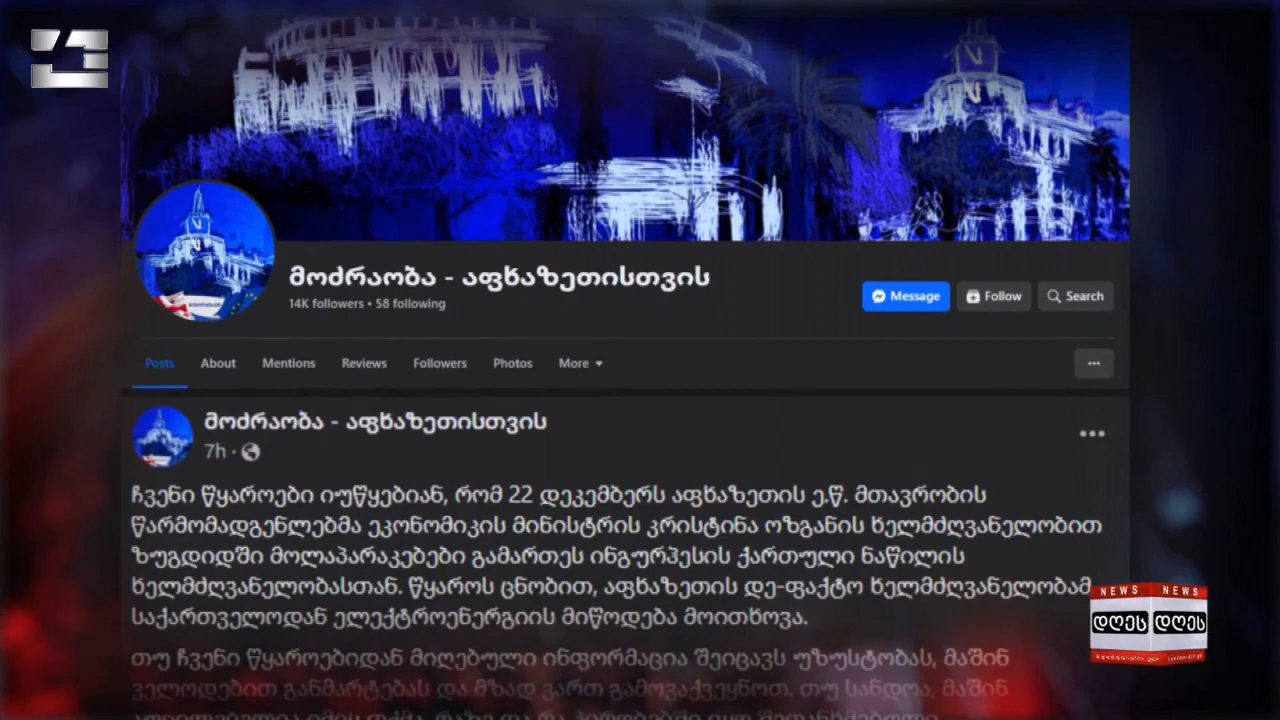 მოძრაობა - აფხაზეთისთვის
14K followers • 58 following
Message
Follow
Search
Posts
About
Mentions
Reviews
Followers
Photos
More
მოძრაობა - აფხაზეთისთვის
7h
ჩვენი წყაროები იუწყებიან, რომ 22 დეკემბერს აფხაზეთის ე.წ. მთავრობის
წარმომადგენლებმა ეკონომიკის მინისტრის კრისტინა ოზგანის ხელმძღვანელობით
ზუგდიდში მოლაპარაკებები გამართეს ინგურჰესის ქართული ნაწილის
ხელმძღვანელობასთან. წყაროს ცნობით, აფხაზეთის დე-ფაქტო ხელმძღვანელობამ
საქართველოდან ელექტროენერგიის მიწოდება მოითხოვა.
თუ ჩვენი წყაროებიდან მიღებული ინფორმაცია შეიცავს უზუსტობას, მაშინ
ველოდებით განმარტებას და მზად ვართ გამოვაქვეყნოთ. თუ სანდოა, მაშინ
NEWS NEWS
დღეს დღეს